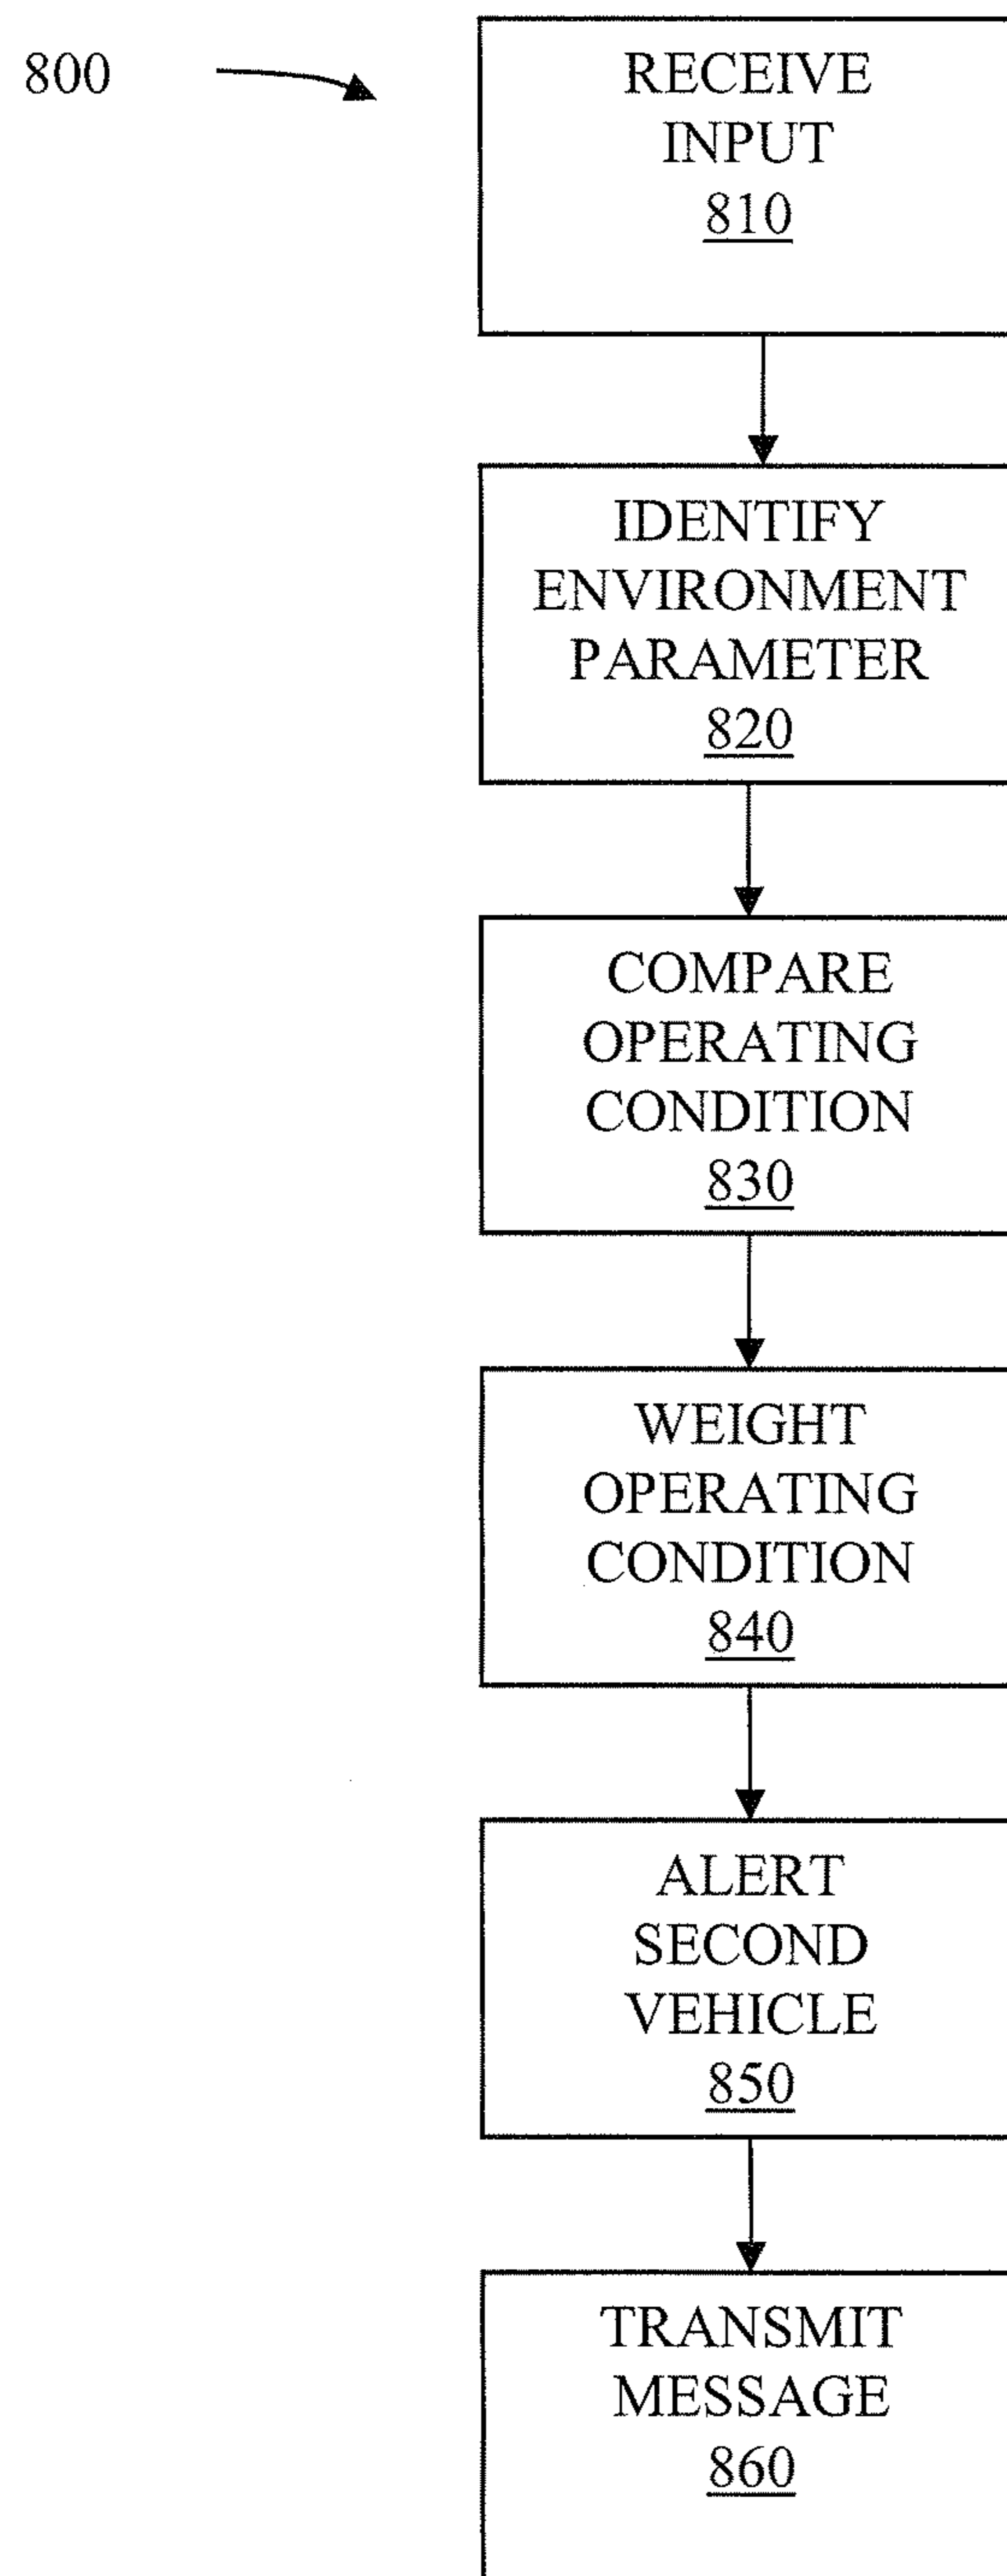 800
RECEIVE
INPUT
810
IDENTIFY
ENVIRONMENT
PARAMETER
820
COMPARE
OPERATING
CONDITION
830
WEIGHT
OPERATING
CONDITION
840
ALERT
SECOND
VEHICLE
850
TRANSMIT
MESSAGE
860